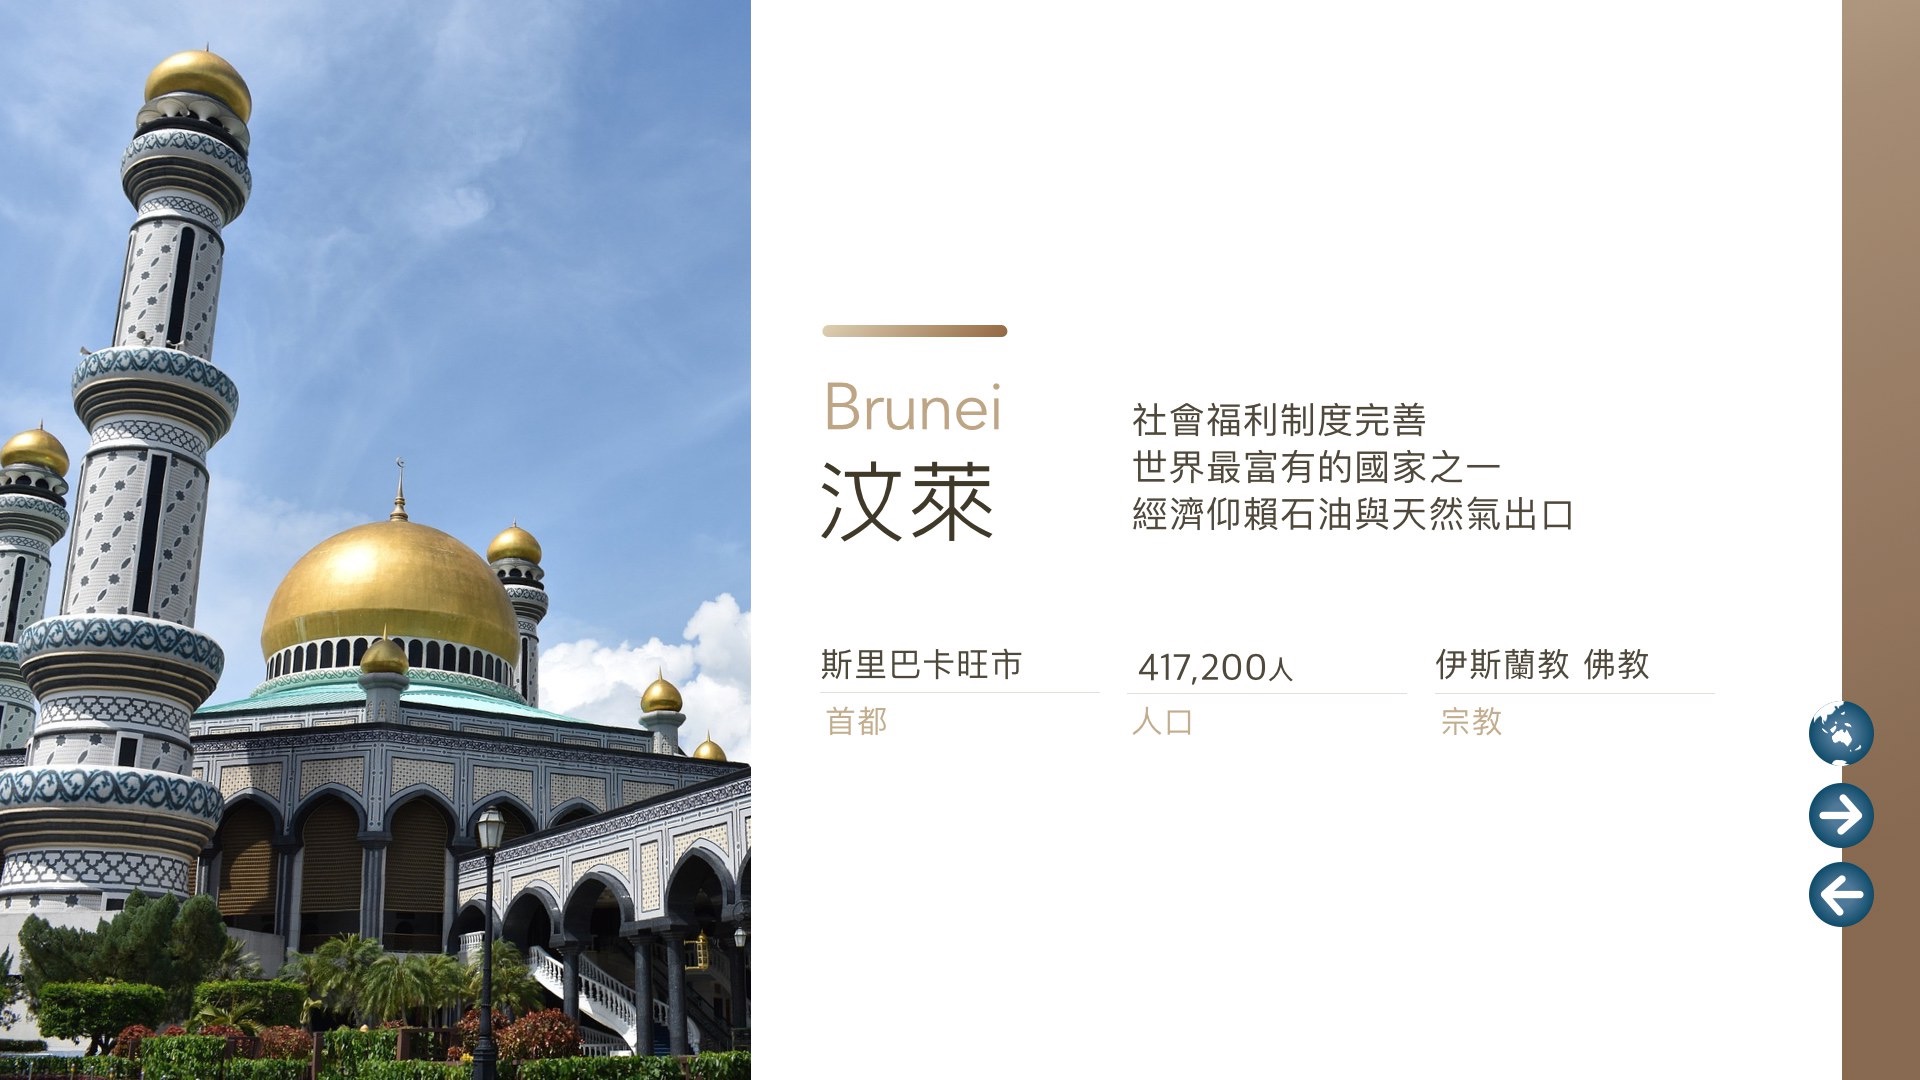 Brunei
汶萊
社會福利制度完善
世界最富有的國家之一
經濟仰賴石油與天然氣出口
斯里巴卡旺市
首都
417,200人
人口
伊斯蘭教 佛教
宗教